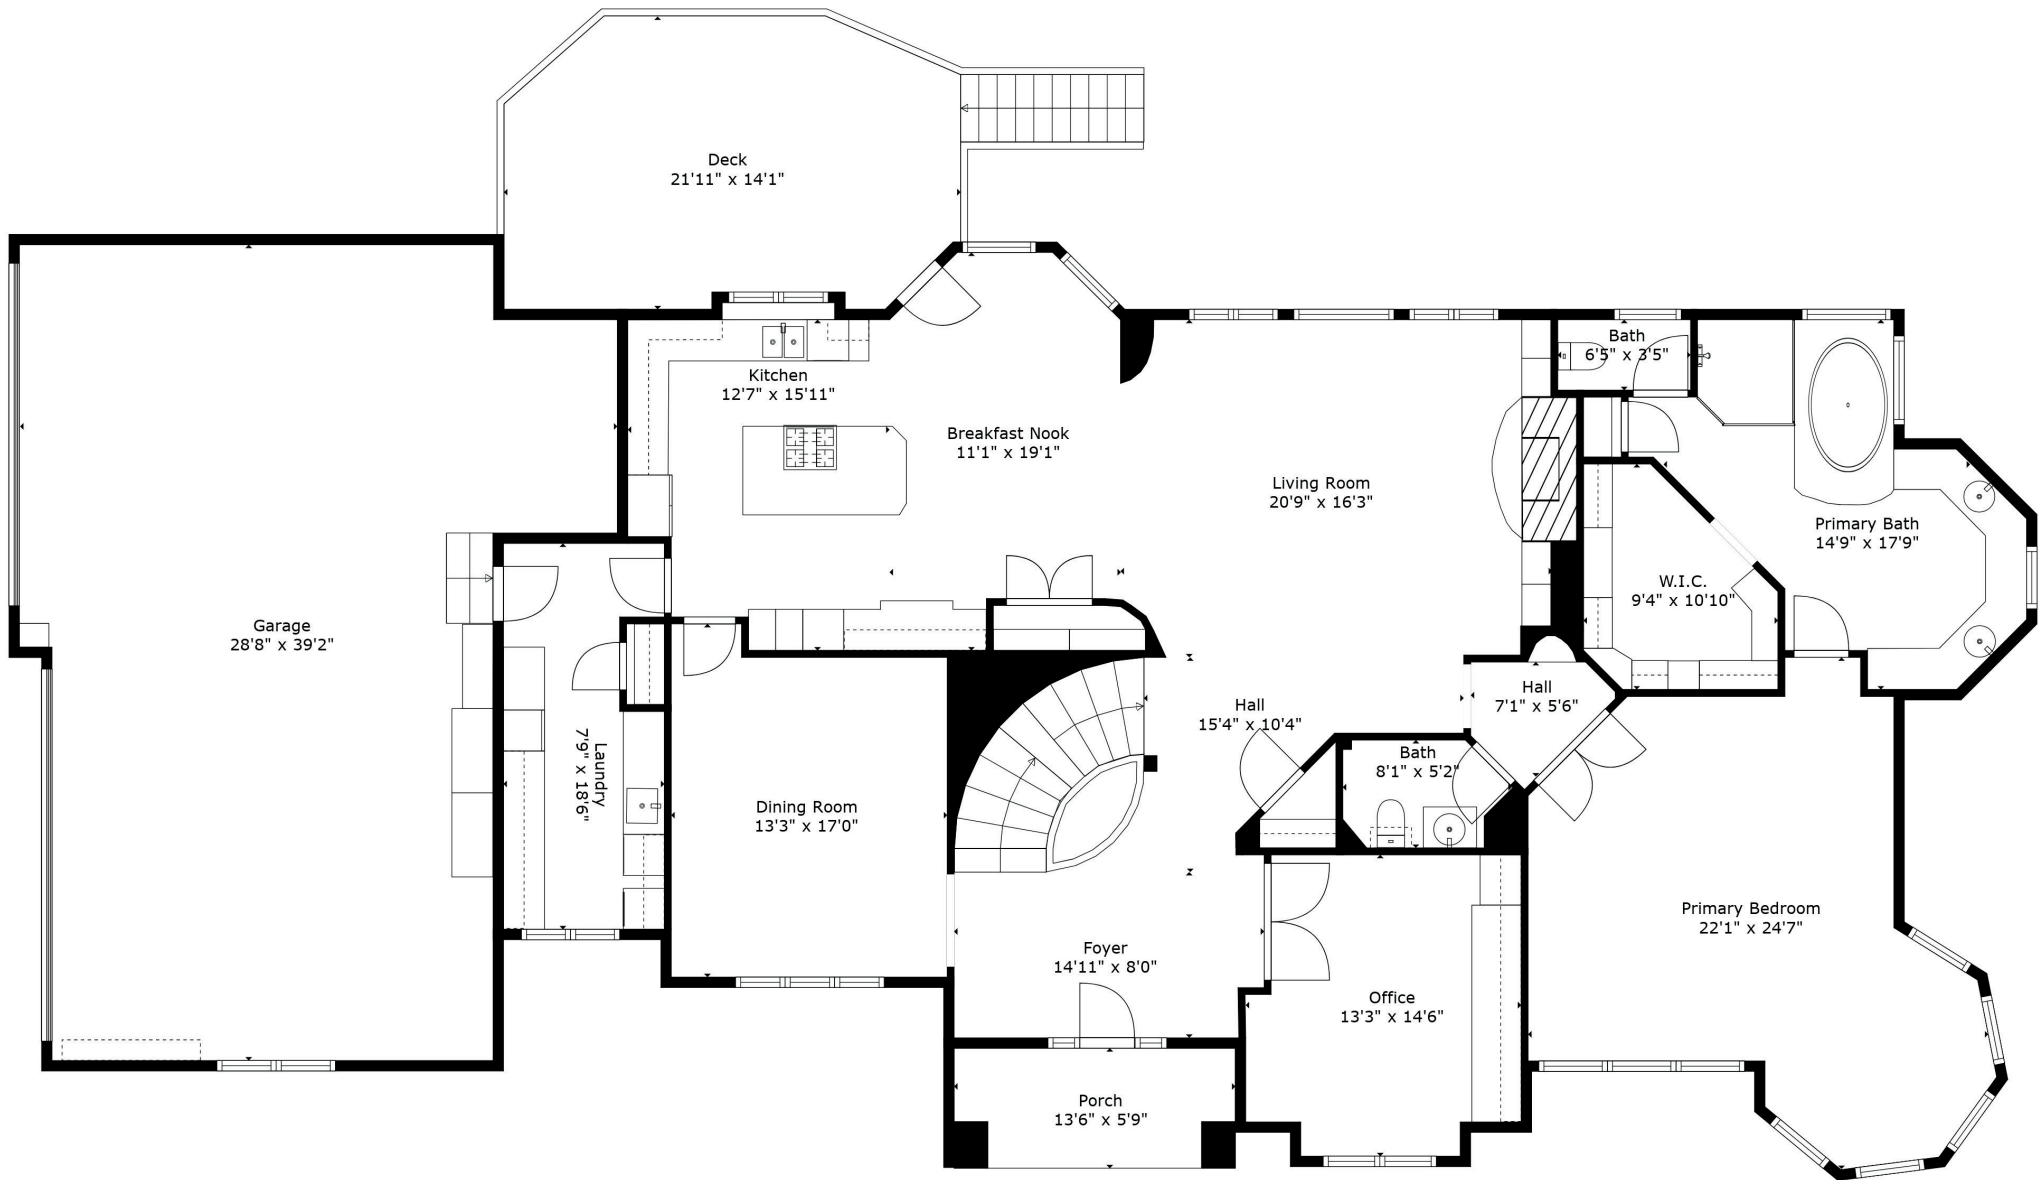 Deck
21'11" x 14'1"
Bath
6'5" x 3'5"
Kitchen
12'7" x 15'11"
Breakfast Nook
11'1" x 19'1"
Living Room
20'9" x 16'3"
Primary Bath
14'9" x 17'9"
W.I.C.
9'4" x 10'10"
Garage
28'8" x 39'2"
Hall
7'1" x 5'6"
Hall
15'4" x 10'4"
Laundry
7'9" x 18'6"
Bath
8'1" x 5'2"
Dining Room
13'3" x 17'0"
Primary Bedroom
22'1" x 24'7"
Foyer
14'11" x 8'0"
Office
13'3" x 14'6"
Porch
13'6" x 5'9"